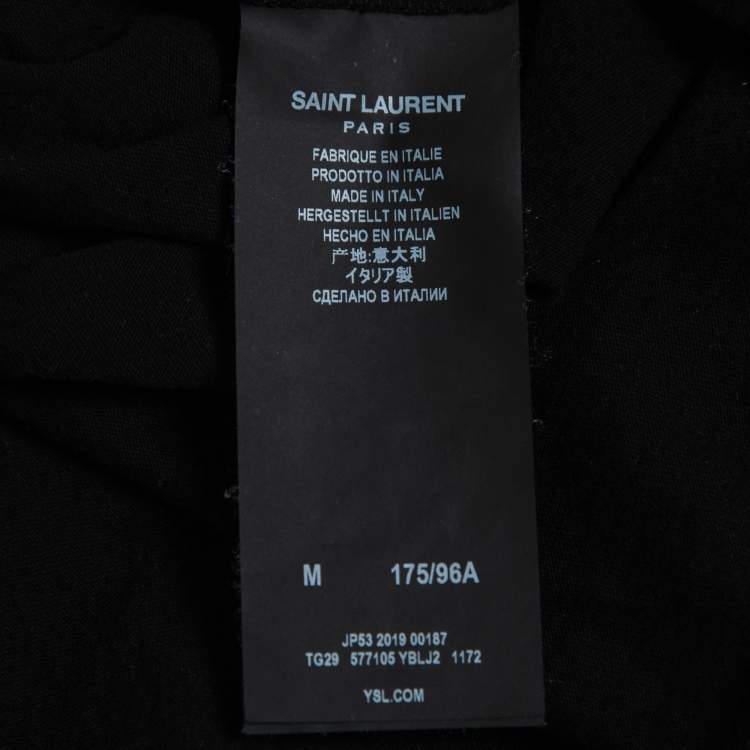 SAINT LAURENT
PARIS
FABRIQUE EN ITALIE
PRODOTTO IN ITALIA
MADE IN ITALY
HERGESTELLT IN ITALIEN
HECHO EN ITALIA
产地:意大利
イタリア製
СДЕЛАНО В ИТАЛИИ
M 175/96A
JP53 2019 00187
TG29 577105 YBLJ2 1172
YSL.COM